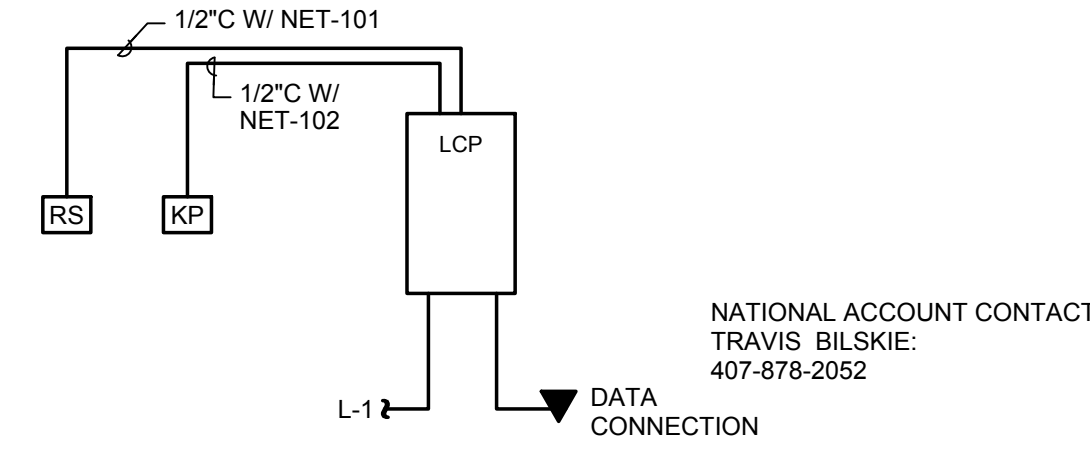 1/2"C W/ NET-101
1/2"C W/
NET-102
LCP
RS
KP
NATIONAL ACCOUNT CONTACT
TRAVIS BILSKIE:
407-878-2052
L-1
DATA
CONNECTION